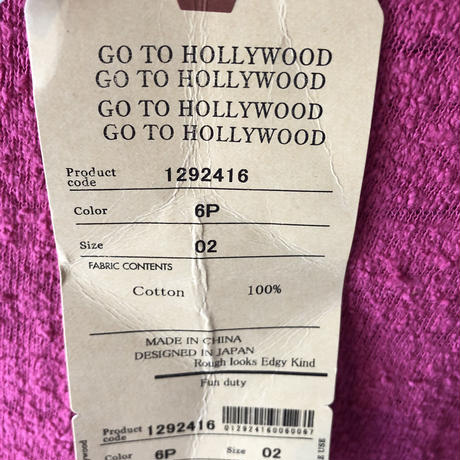 GO TO HOLLYWOOD
GO TO HOLLYWOOD
GO TO HOLLYWOOD
GO TO HOLLYWOOD
Product code 1292416
Color 6P
Size 02
FABRIC CONTENTS
Cotton 100%
MADE IN CHINA
DESIGNED IN JAPAN
Rough looks Edgy Kind
Fun duty
Product code 1292416
012924160060067
Color 6P Size 02